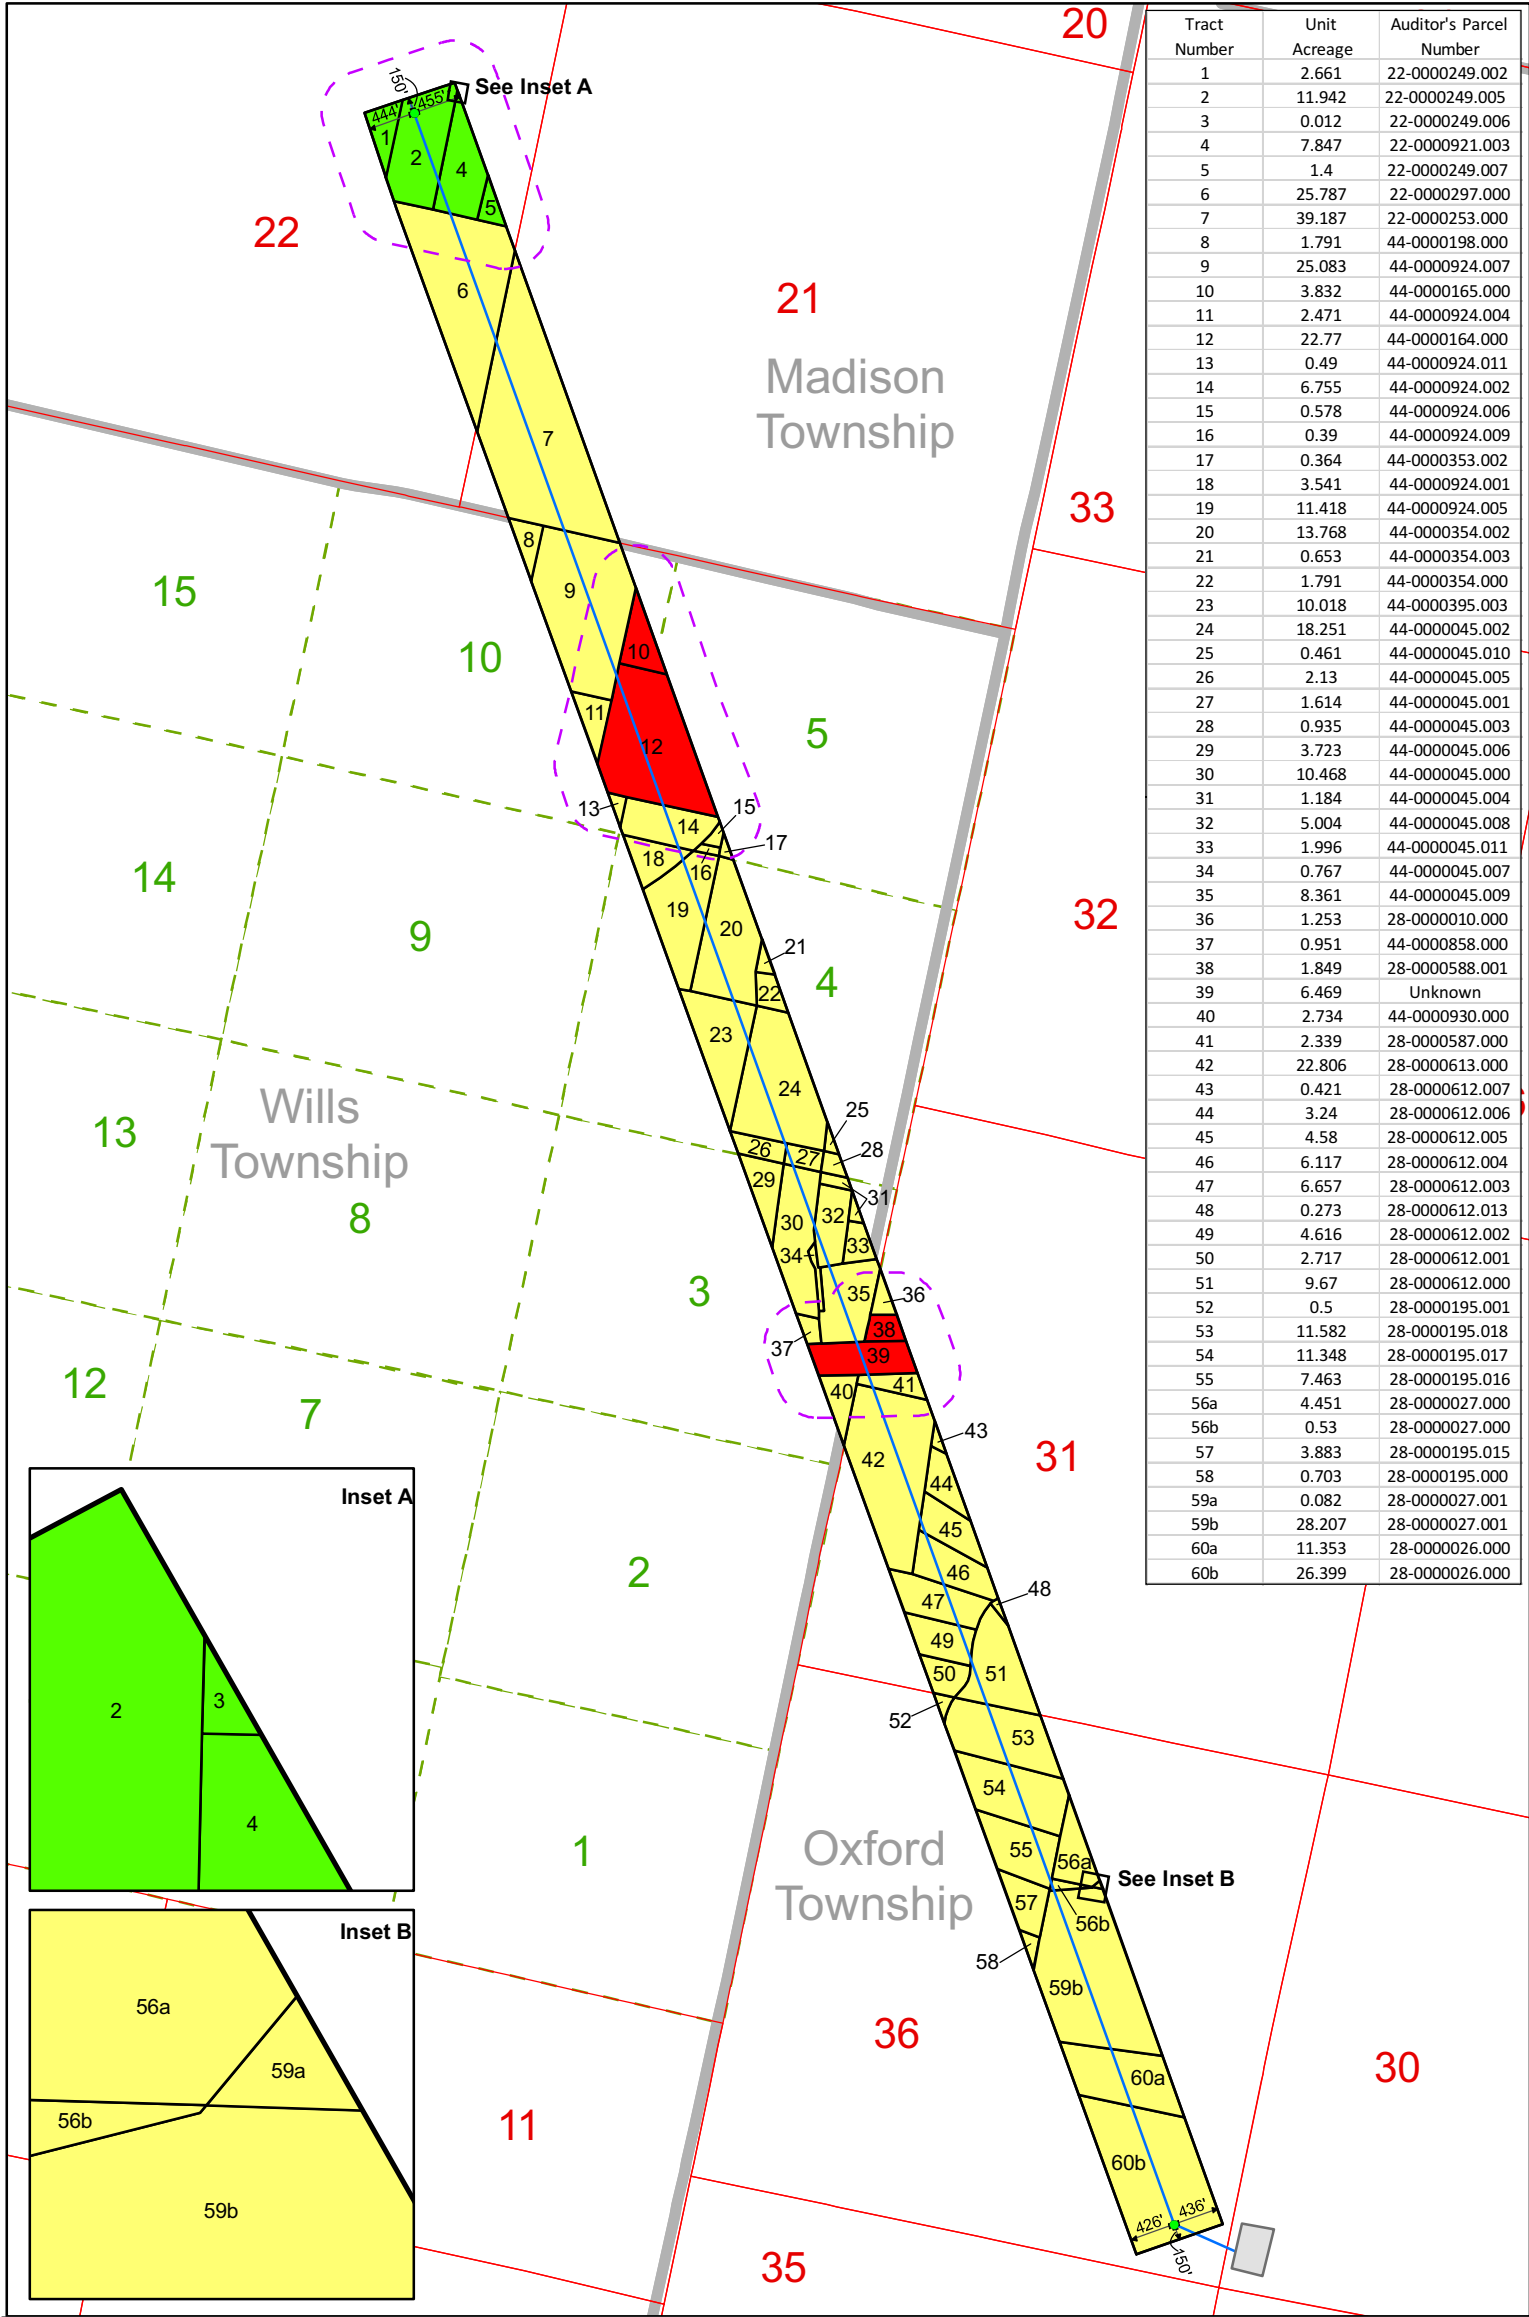 20
See Inset A
150'
444'
455'
1
2
4
5
22
6
21
Madison
Township
7
33
8
15
9
10
10
11
5
12
13
14
15
17
18
16
14
9
19
20
32
21
4
22
23
24
Wills
Township
13
25
26
27
28
29
31
8
30
32
34
33
3
35
36
38
37
39
12
40
41
7
43
42
31
44
45
2
46
48
47
49
50
51
52
53
54
1
Oxford
Township
55
56a
See Inset B
57
56b
58
59b
36
60a
30
11
60b
426'
436'
150'
35
Inset A
2
3
4
Inset B
56a
59a
56b
59b
Tract Unit Auditor's Parcel
Number Acreage Number
1 2.661 22-0000249.002
2 11.942 22-0000249.005
3 0.012 22-0000249.006
4 7.847 22-0000921.003
5 1.4 22-0000249.007
6 25.787 22-0000297.000
7 39.187 22-0000253.000
8 1.791 44-0000198.000
9 25.083 44-0000924.007
10 3.832 44-0000165.000
11 2.471 44-0000924.004
12 22.77 44-0000164.000
13 0.49 44-0000924.011
14 6.755 44-0000924.002
15 0.578 44-0000924.006
16 0.39 44-0000924.009
17 0.364 44-0000353.002
18 3.541 44-0000924.001
19 11.418 44-0000924.005
20 13.768 44-0000354.002
21 0.653 44-0000354.003
22 1.791 44-0000354.000
23 10.018 44-0000395.003
24 18.251 44-0000045.002
25 0.461 44-0000045.010
26 2.13 44-0000045.005
27 1.614 44-0000045.001
28 0.935 44-0000045.003
29 3.723 44-0000045.006
30 10.468 44-0000045.000
31 1.184 44-0000045.004
32 5.004 44-0000045.008
33 1.996 44-0000045.011
34 0.767 44-0000045.007
35 8.361 44-0000045.009
36 1.253 28-0000010.000
37 0.951 44-0000858.000
38 1.849 28-0000588.001
39 6.469 Unknown
40 2.734 44-0000930.000
41 2.339 28-0000587.000
42 22.806 28-0000613.000
43 0.421 28-0000612.007
44 3.24 28-0000612.006
45 4.58 28-0000612.005
46 6.117 28-0000612.004
47 6.657 28-0000612.003
48 0.273 28-0000612.013
49 4.616 28-0000612.002
50 2.717 28-0000612.001
51 9.67 28-0000612.000
52 0.5 28-0000195.001
53 11.582 28-0000195.018
54 11.348 28-0000195.017
55 7.463 28-0000195.016
56a 4.451 28-0000027.000
56b 0.53 28-0000027.000
57 3.883 28-0000195.015
58 0.703 28-0000195.000
59a 0.082 28-0000027.001
59b 28.207 28-0000027.001
60a 11.353 28-0000026.000
60b 26.399 28-0000026.000